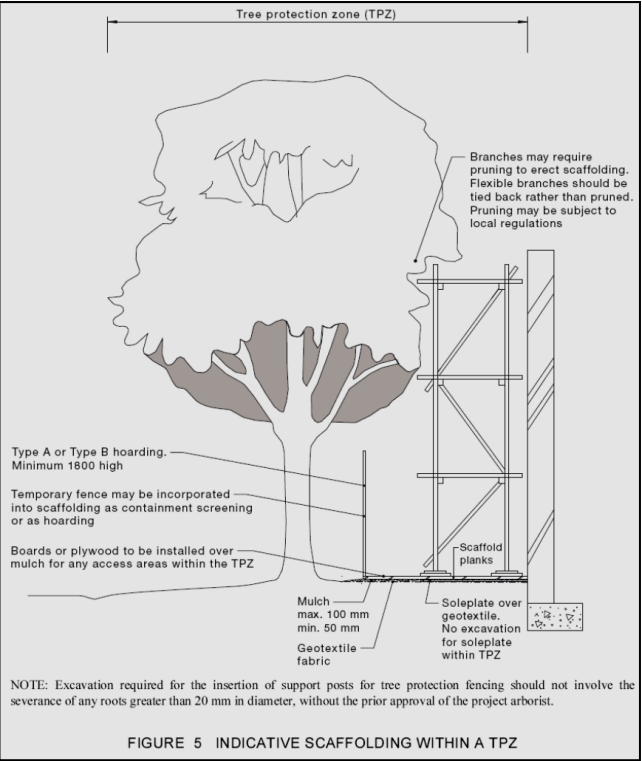 Tree protection zone (TPZ)
Branches may require
pruning to erect scaffolding.
Flexible branches should be
tied back rather than pruned.
Pruning may be subject to
local regulations
Type A or Type B hoarding.
Minimum 1800 high
Temporary fence may be incorporated
into scaffolding as containment screening
or as hoarding
Boards or plywood to be installed over
mulch for any access areas within the TPZ
Scaffold
planks
Mulch
max. 100 mm
min. 50 mm
Geotextile
fabric
Soleplate over
geotextile.
No excavation
for soleplate
within TPZ
NOTE: Excavation required for the insertion of support posts for tree protection fencing should not involve the
severance of any roots greater than 20 mm in diameter, without the prior approval of the project arborist.
FIGURE 5 INDICATIVE SCAFFOLDING WITHIN A TPZ